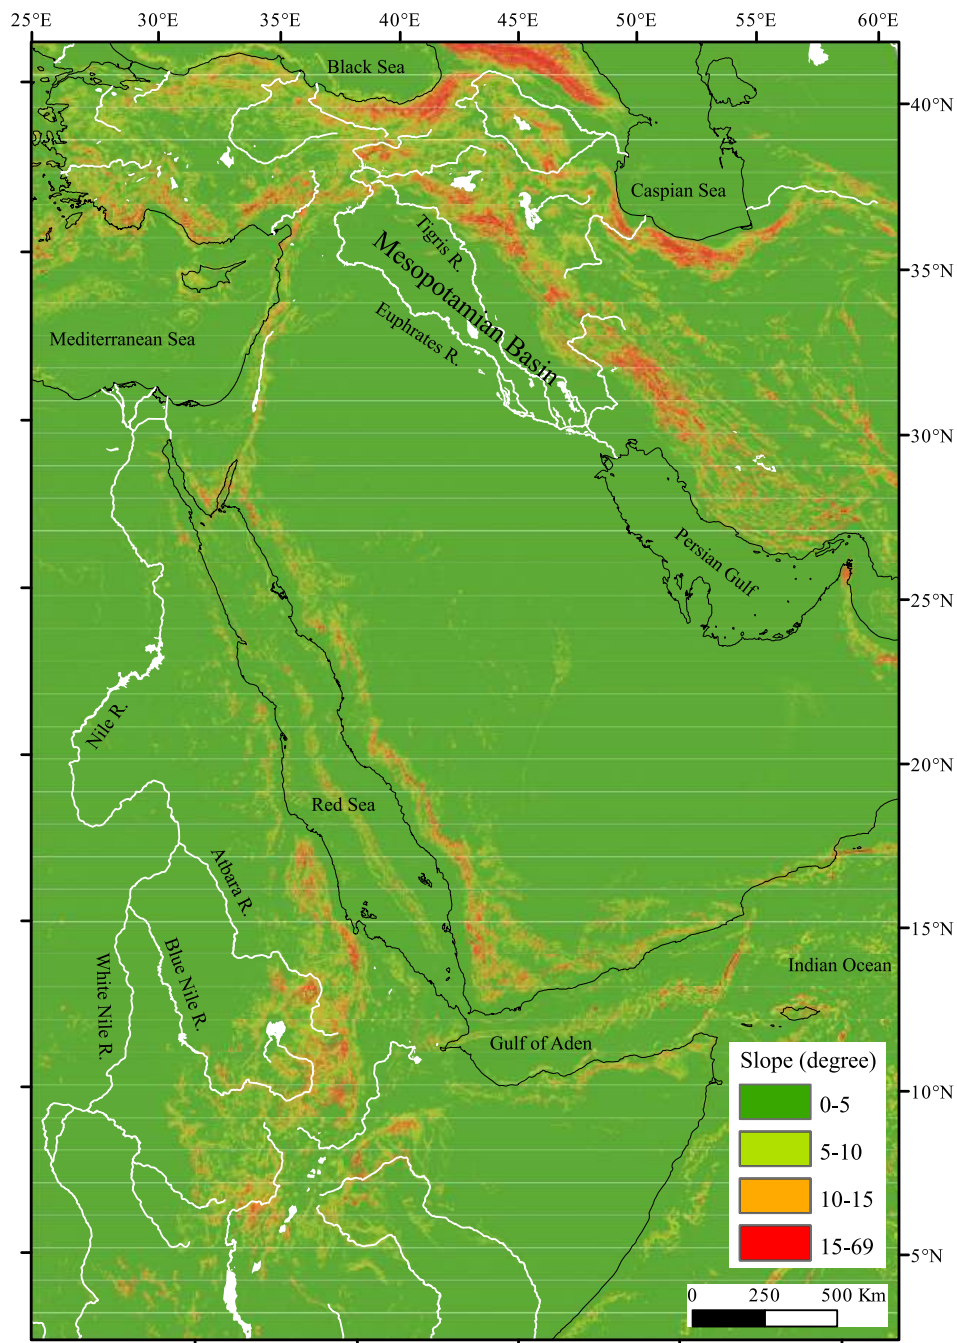 25°E 30°E 35°E 40°E 45°E 50°E 55°E 60°E
Black Sea
40°N
Caspian Sea
Tigris R.
Mesopotamian Basin
35°N
Euphrates R.
Mediterranean Sea
30°N
Persian Gulf
25°N
Nile R.
20°N
Red Sea
Atbara R.
15°N
Blue Nile R.
White Nile R.
Indian Ocean
Gulf of Aden
Slope (degree)
10°N
0-5
5-10
10-15
15-69
5°N
0 250 500 Km